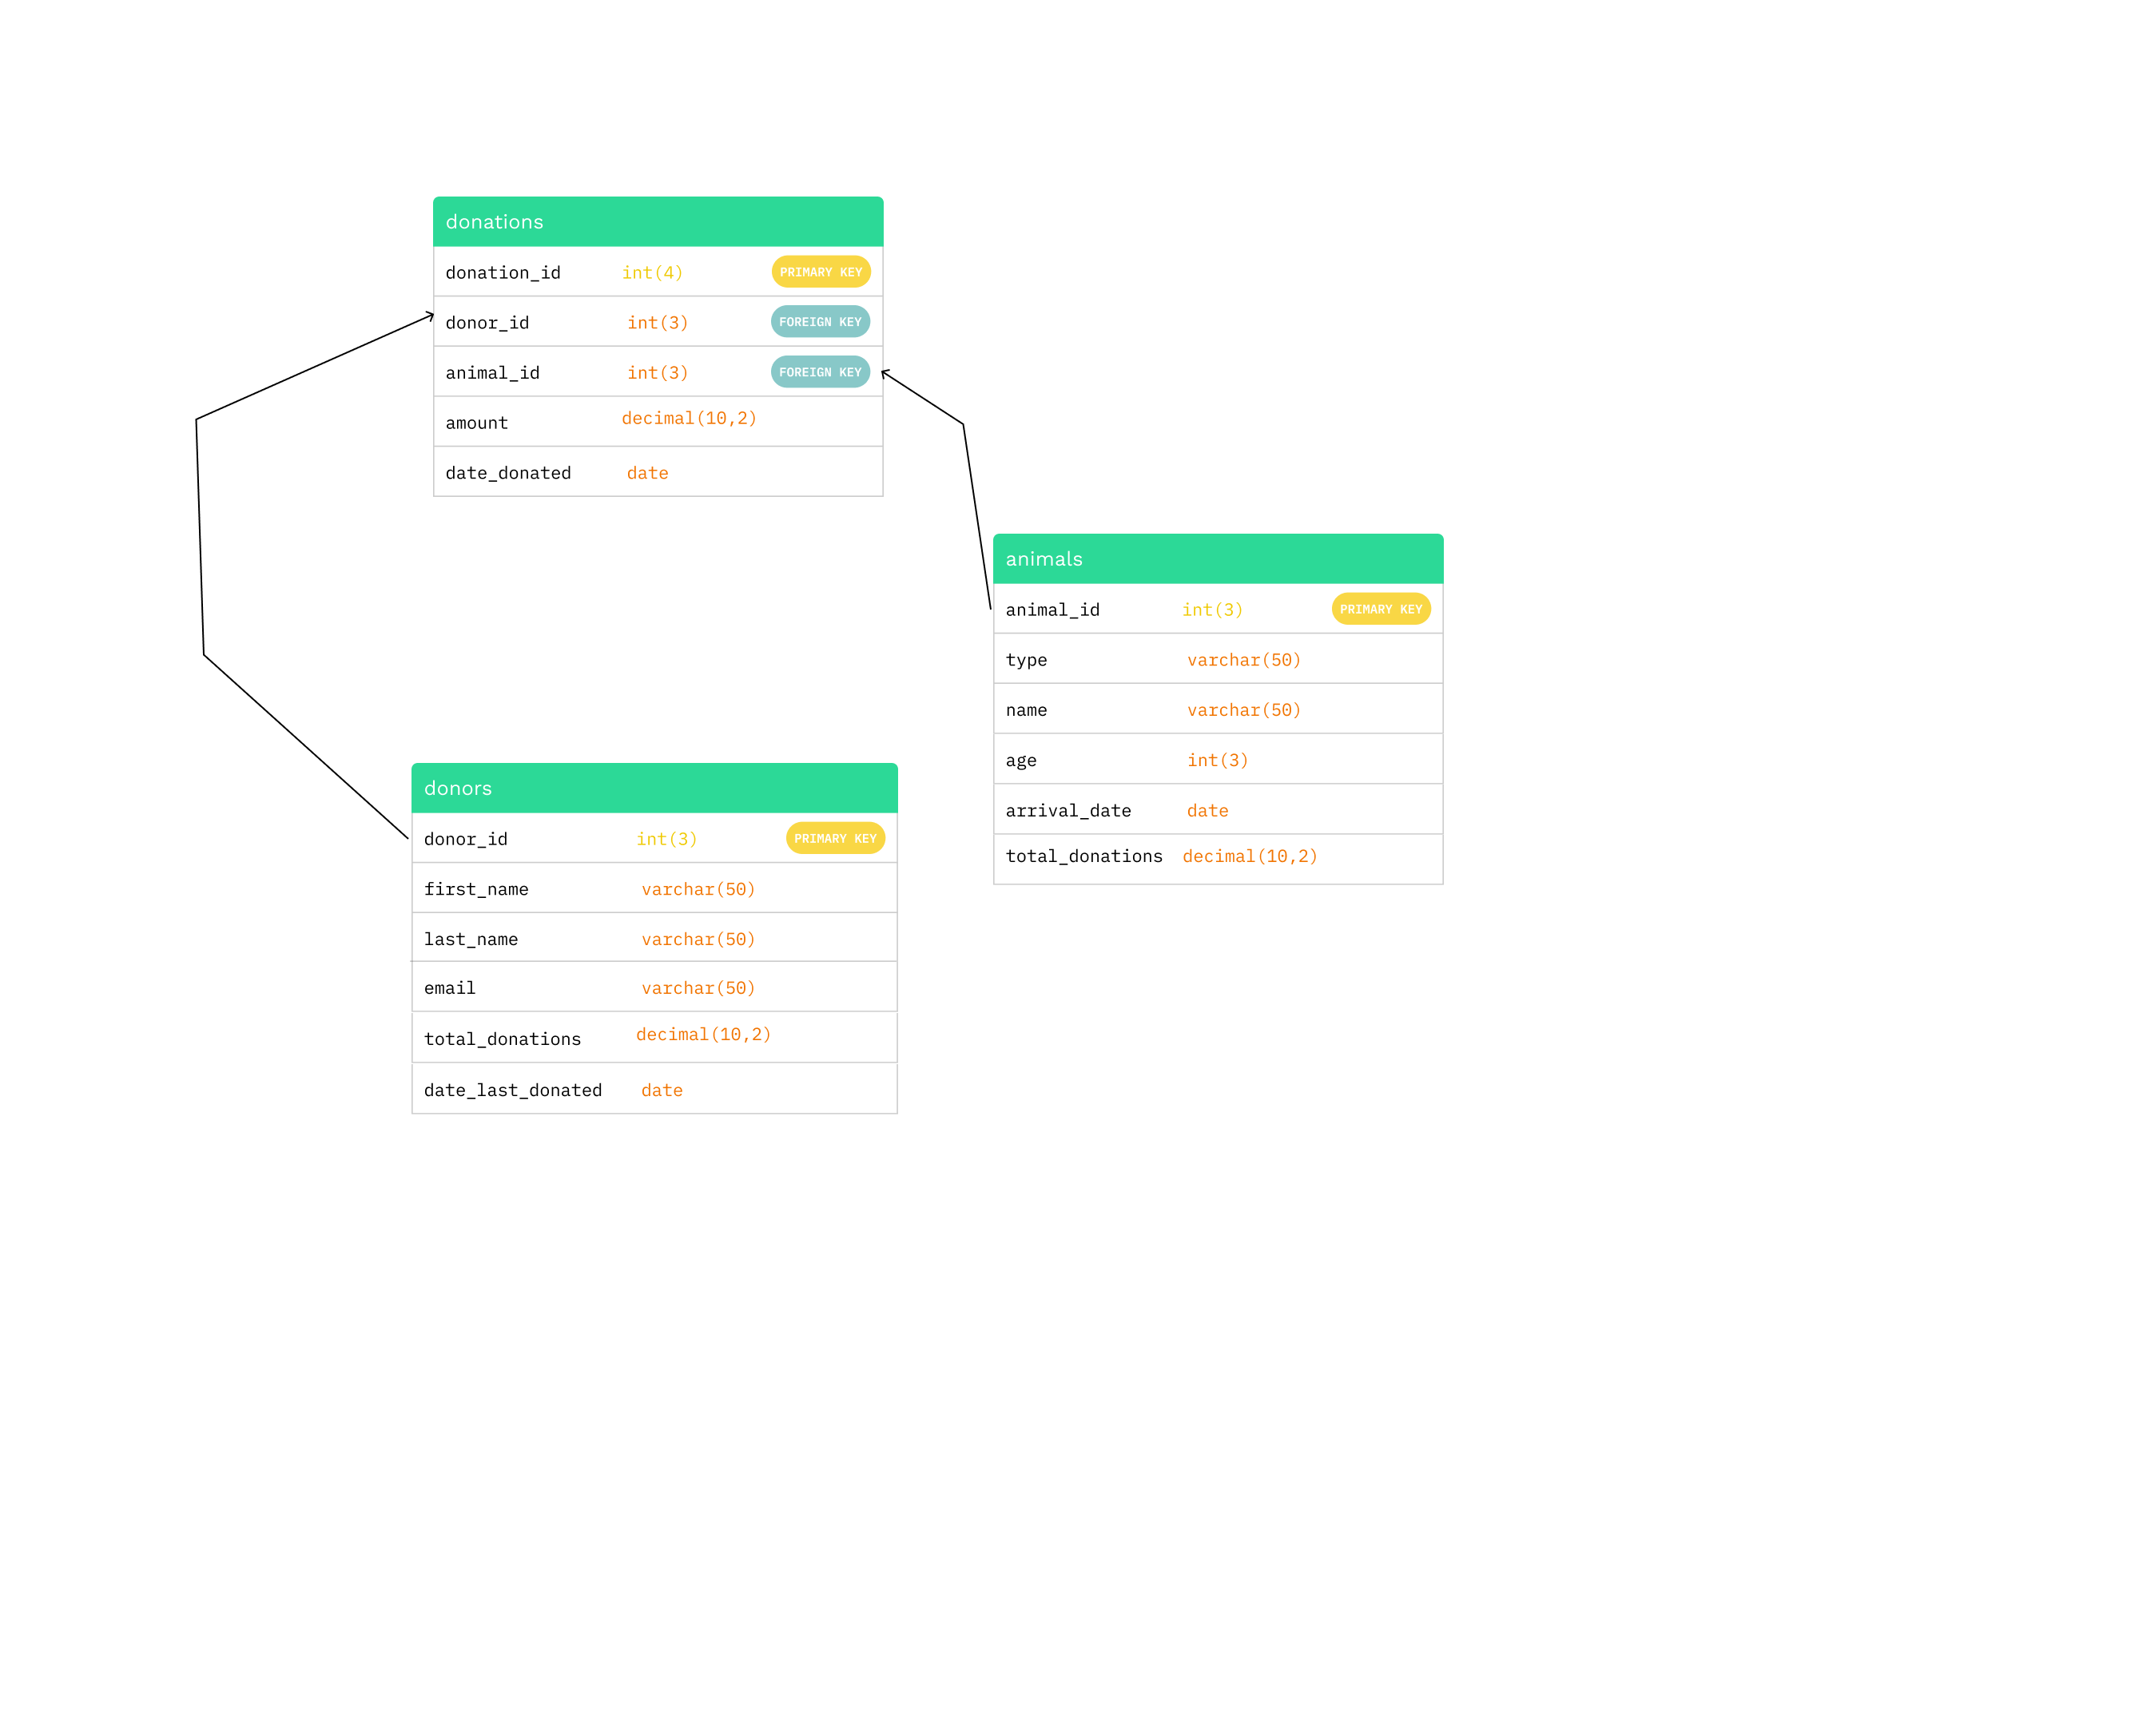 donations
donation_id int(4) PRIMARY KEY
donor_id int(3) FOREIGN KEY
animal_id int(3) FOREIGN KEY
amount decimal(10,2)
date_donated date
animals
animal_id int(3) PRIMARY KEY
type varchar(50)
name varchar(50)
age int(3)
arrival_date date
total_donations decimal(10,2)
donors
donor_id int(3) PRIMARY KEY
first_name varchar(50)
last_name varchar(50)
email varchar(50)
total_donations decimal(10,2)
date_last_donated date